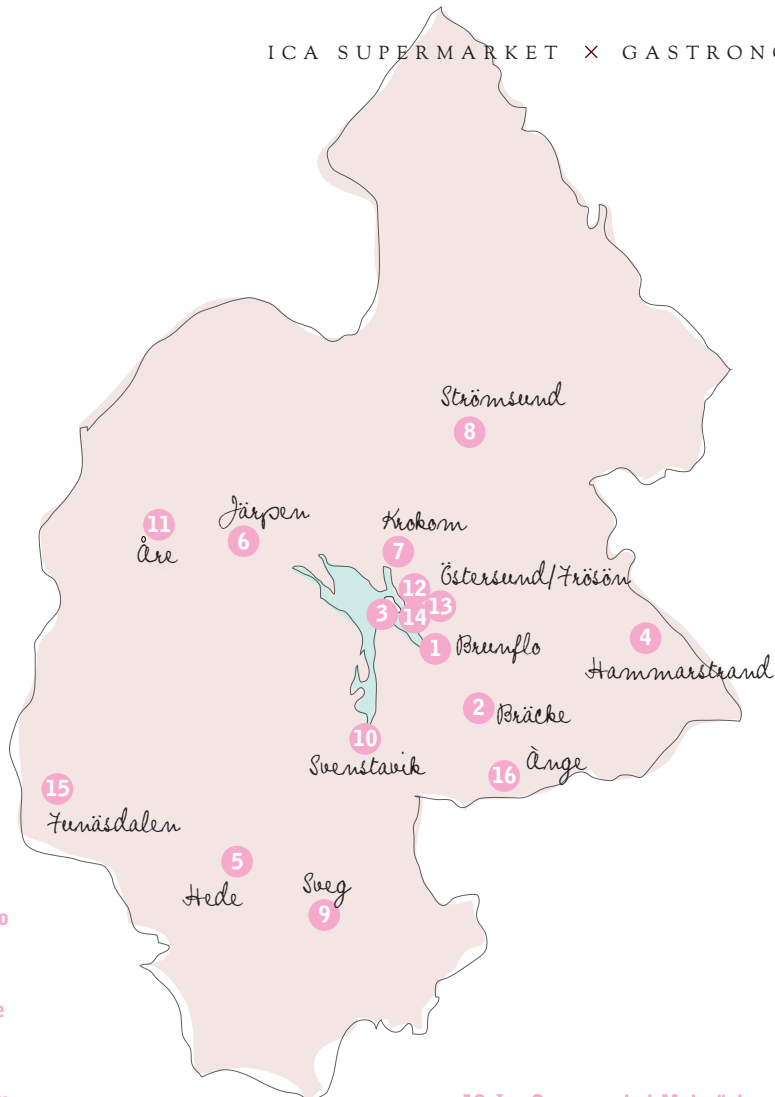 ICA SUPERMARKET × GASTRONO
Strömsund
8
11
Järpen
Krokom
6
7
Åre
12
Östersund/Frösön
3
14
13
4
1
Brunflo
Hammarstrand
2
Bräcke
10
Svenstavik
Ånge
16
15
Funäsdalen
5
Sveg
Hede
9
o
e